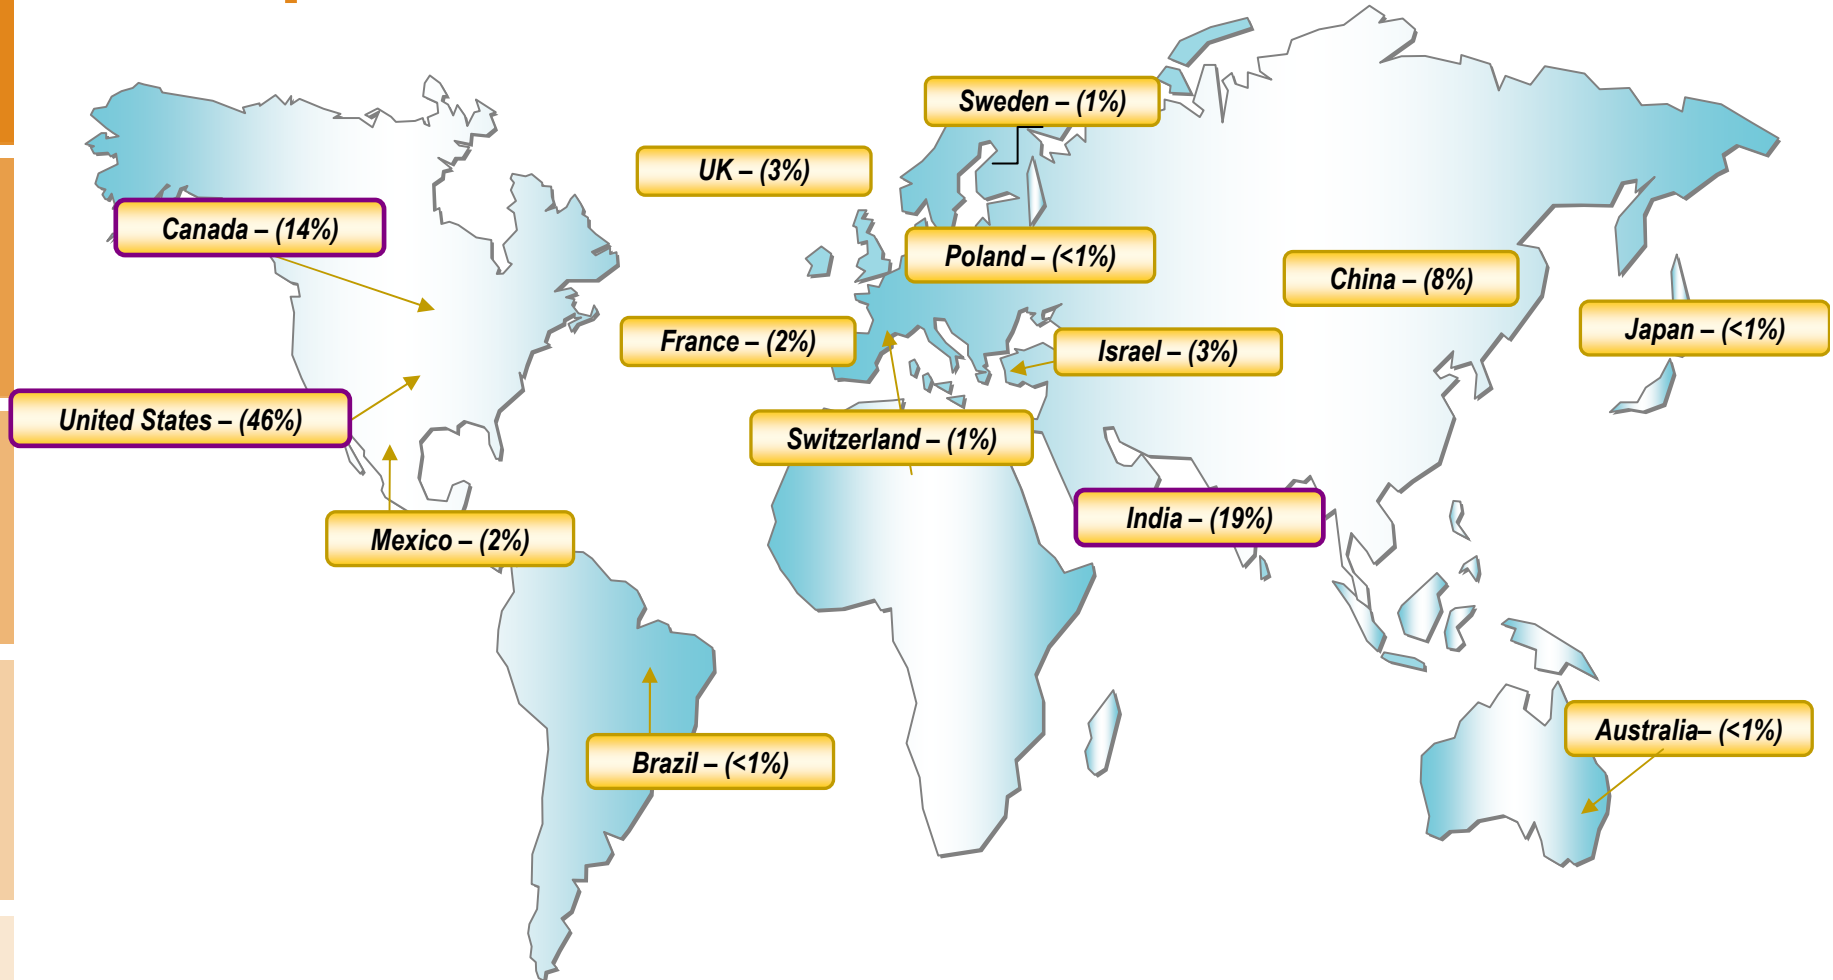 Sweden – (1%)
UK – (3%)
Canada – (14%)
Poland – (<1%)
China – (8%)
Japan – (<1%)
France – (2%)
Israel – (3%)
United States – (46%)
Switzerland – (1%)
India – (19%)
Mexico – (2%)
Australia– (<1%)
Brazil – (<1%)